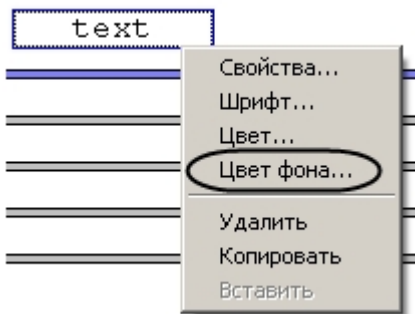 text
Свойства...
Шрифт...
Цвет...
Цвет фона...
Удалить
Копировать
Вставить